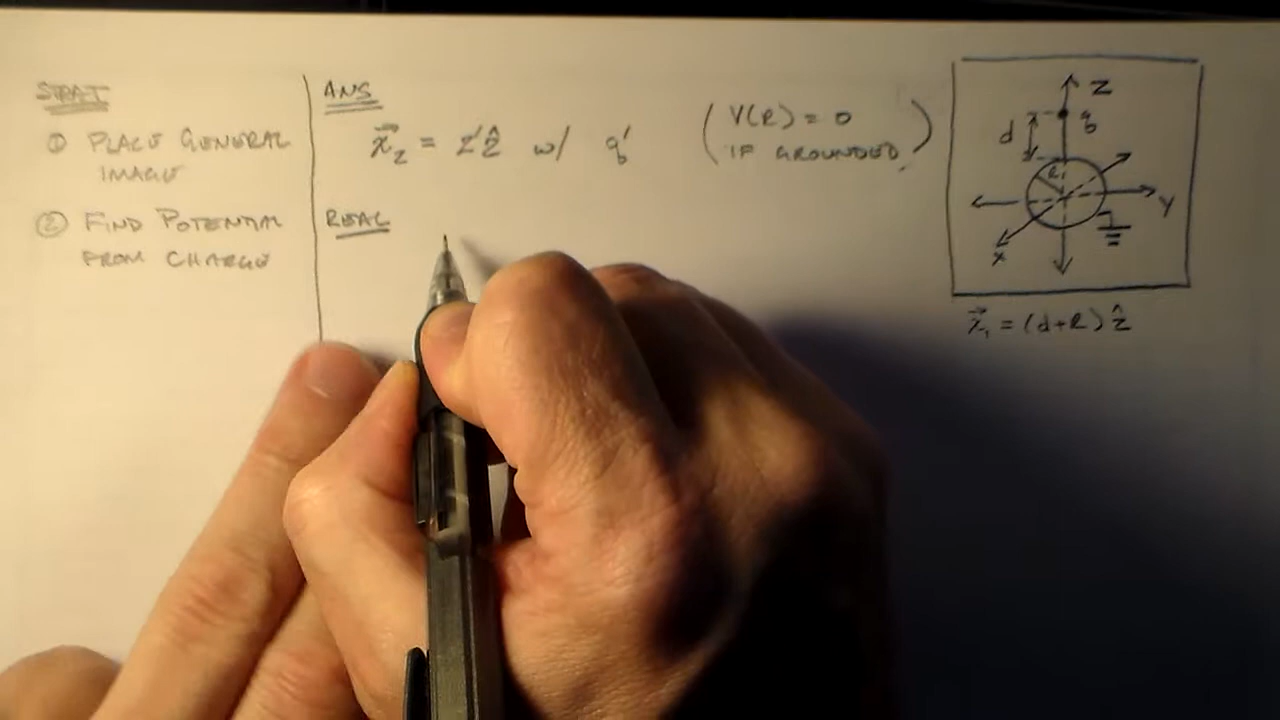 STRAT
① PLACE GENERAL
IMAGE
② FIND POTENTIAL
FROM CHARGE
ANS
x⃗₂ = z'ẑ w/ q'
(V(R) = 0
IF GROUNDED)
REAL
Z
q
d
R
Y
X
x⃗₁ = (d+R) ẑ